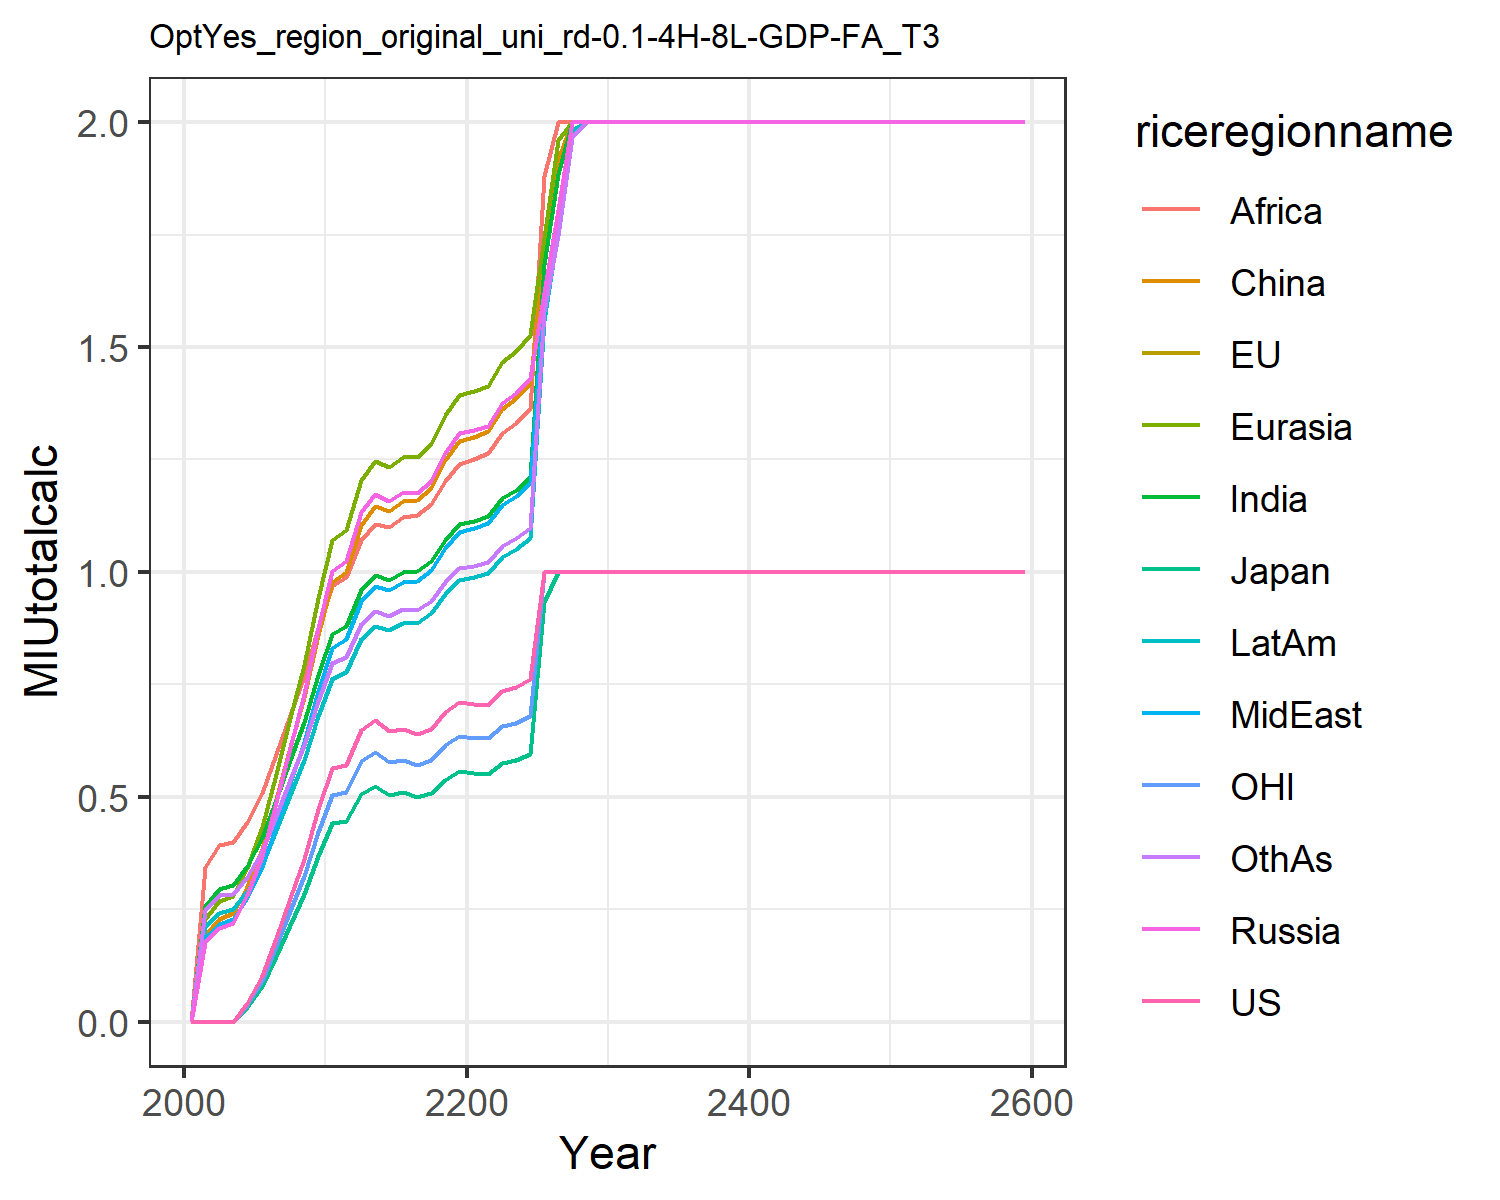 OptYes_region_original_uni_rd-0.1-4H-8L-GDP-FA_T3
MIUtotalcalc
2.0
1.5
1.0
0.5
0.0
2000 2200 2400 2600
Year
riceregionname
Africa
China
EU
Eurasia
India
Japan
LatAm
MidEast
OHI
OthAs
Russia
US